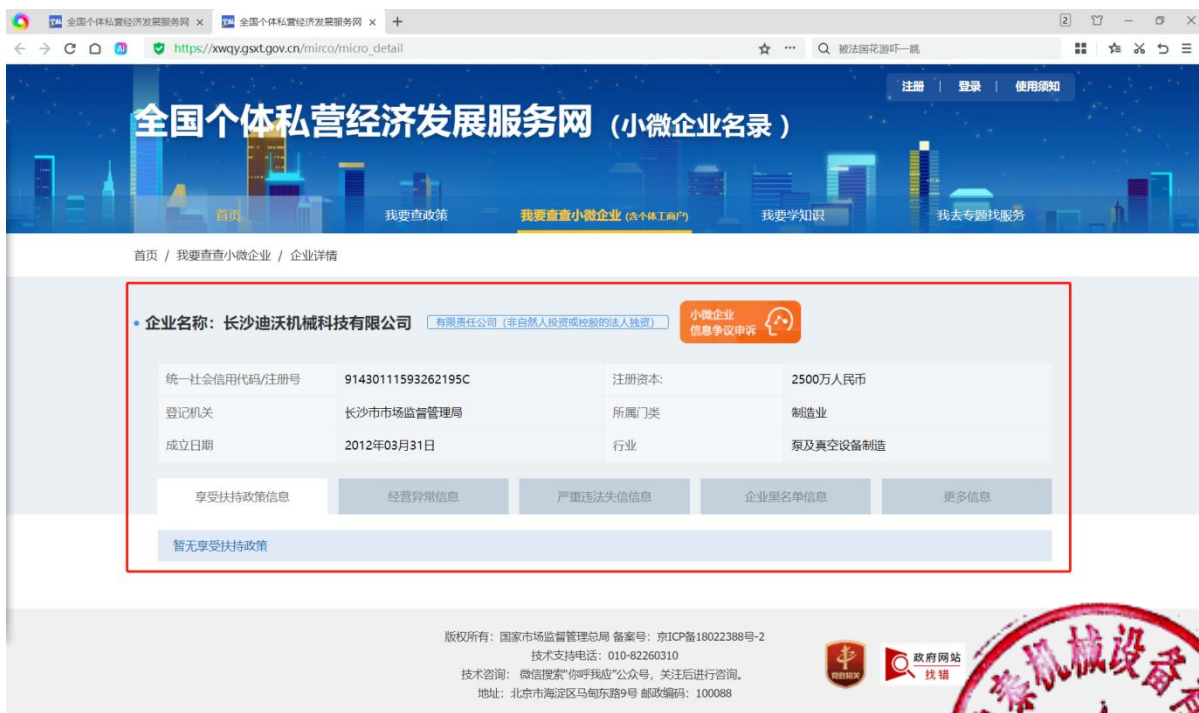 全国个体私营经济发展服务网 全国个体私营经济发展服务网 2
https://xwqy.gsxt.gov.cn/mirco/micro_detail 被法国花游吓一跳
注册 | 登录 | 使用须知
全国个体私营经济发展服务网（小微企业名录）
首页 我要查政策 我要查查小微企业 (含个体工商户) 我要学知识 我去专题找服务
首页 / 我要查查小微企业 / 企业详情
企业名称：长沙迪沃机械科技有限公司 有限责任公司（非自然人投资或控股的法人独资） 小微企业
信息争议申诉
统一社会信用代码/注册号 91430111593262195C 注册资本: 2500万人民币
登记机关 长沙市市场监督管理局 所属门类 制造业
成立日期 2012年03月31日 行业 泵及真空设备制造
享受扶持政策信息 经营异常信息 严重违法失信信息 企业黑名单信息 更多信息
暂无享受扶持政策
版权所有：国家市场监督管理总局 备案号：京ICP备18022388号-2
技术支持电话：010-82260310
技术咨询： 微信搜索“你呼我应”公众号，关注后进行咨询。
地址：北京市海淀区马甸东路9号 邮政编码：100088
党政机关
政府网站
找错
泰机械设备有